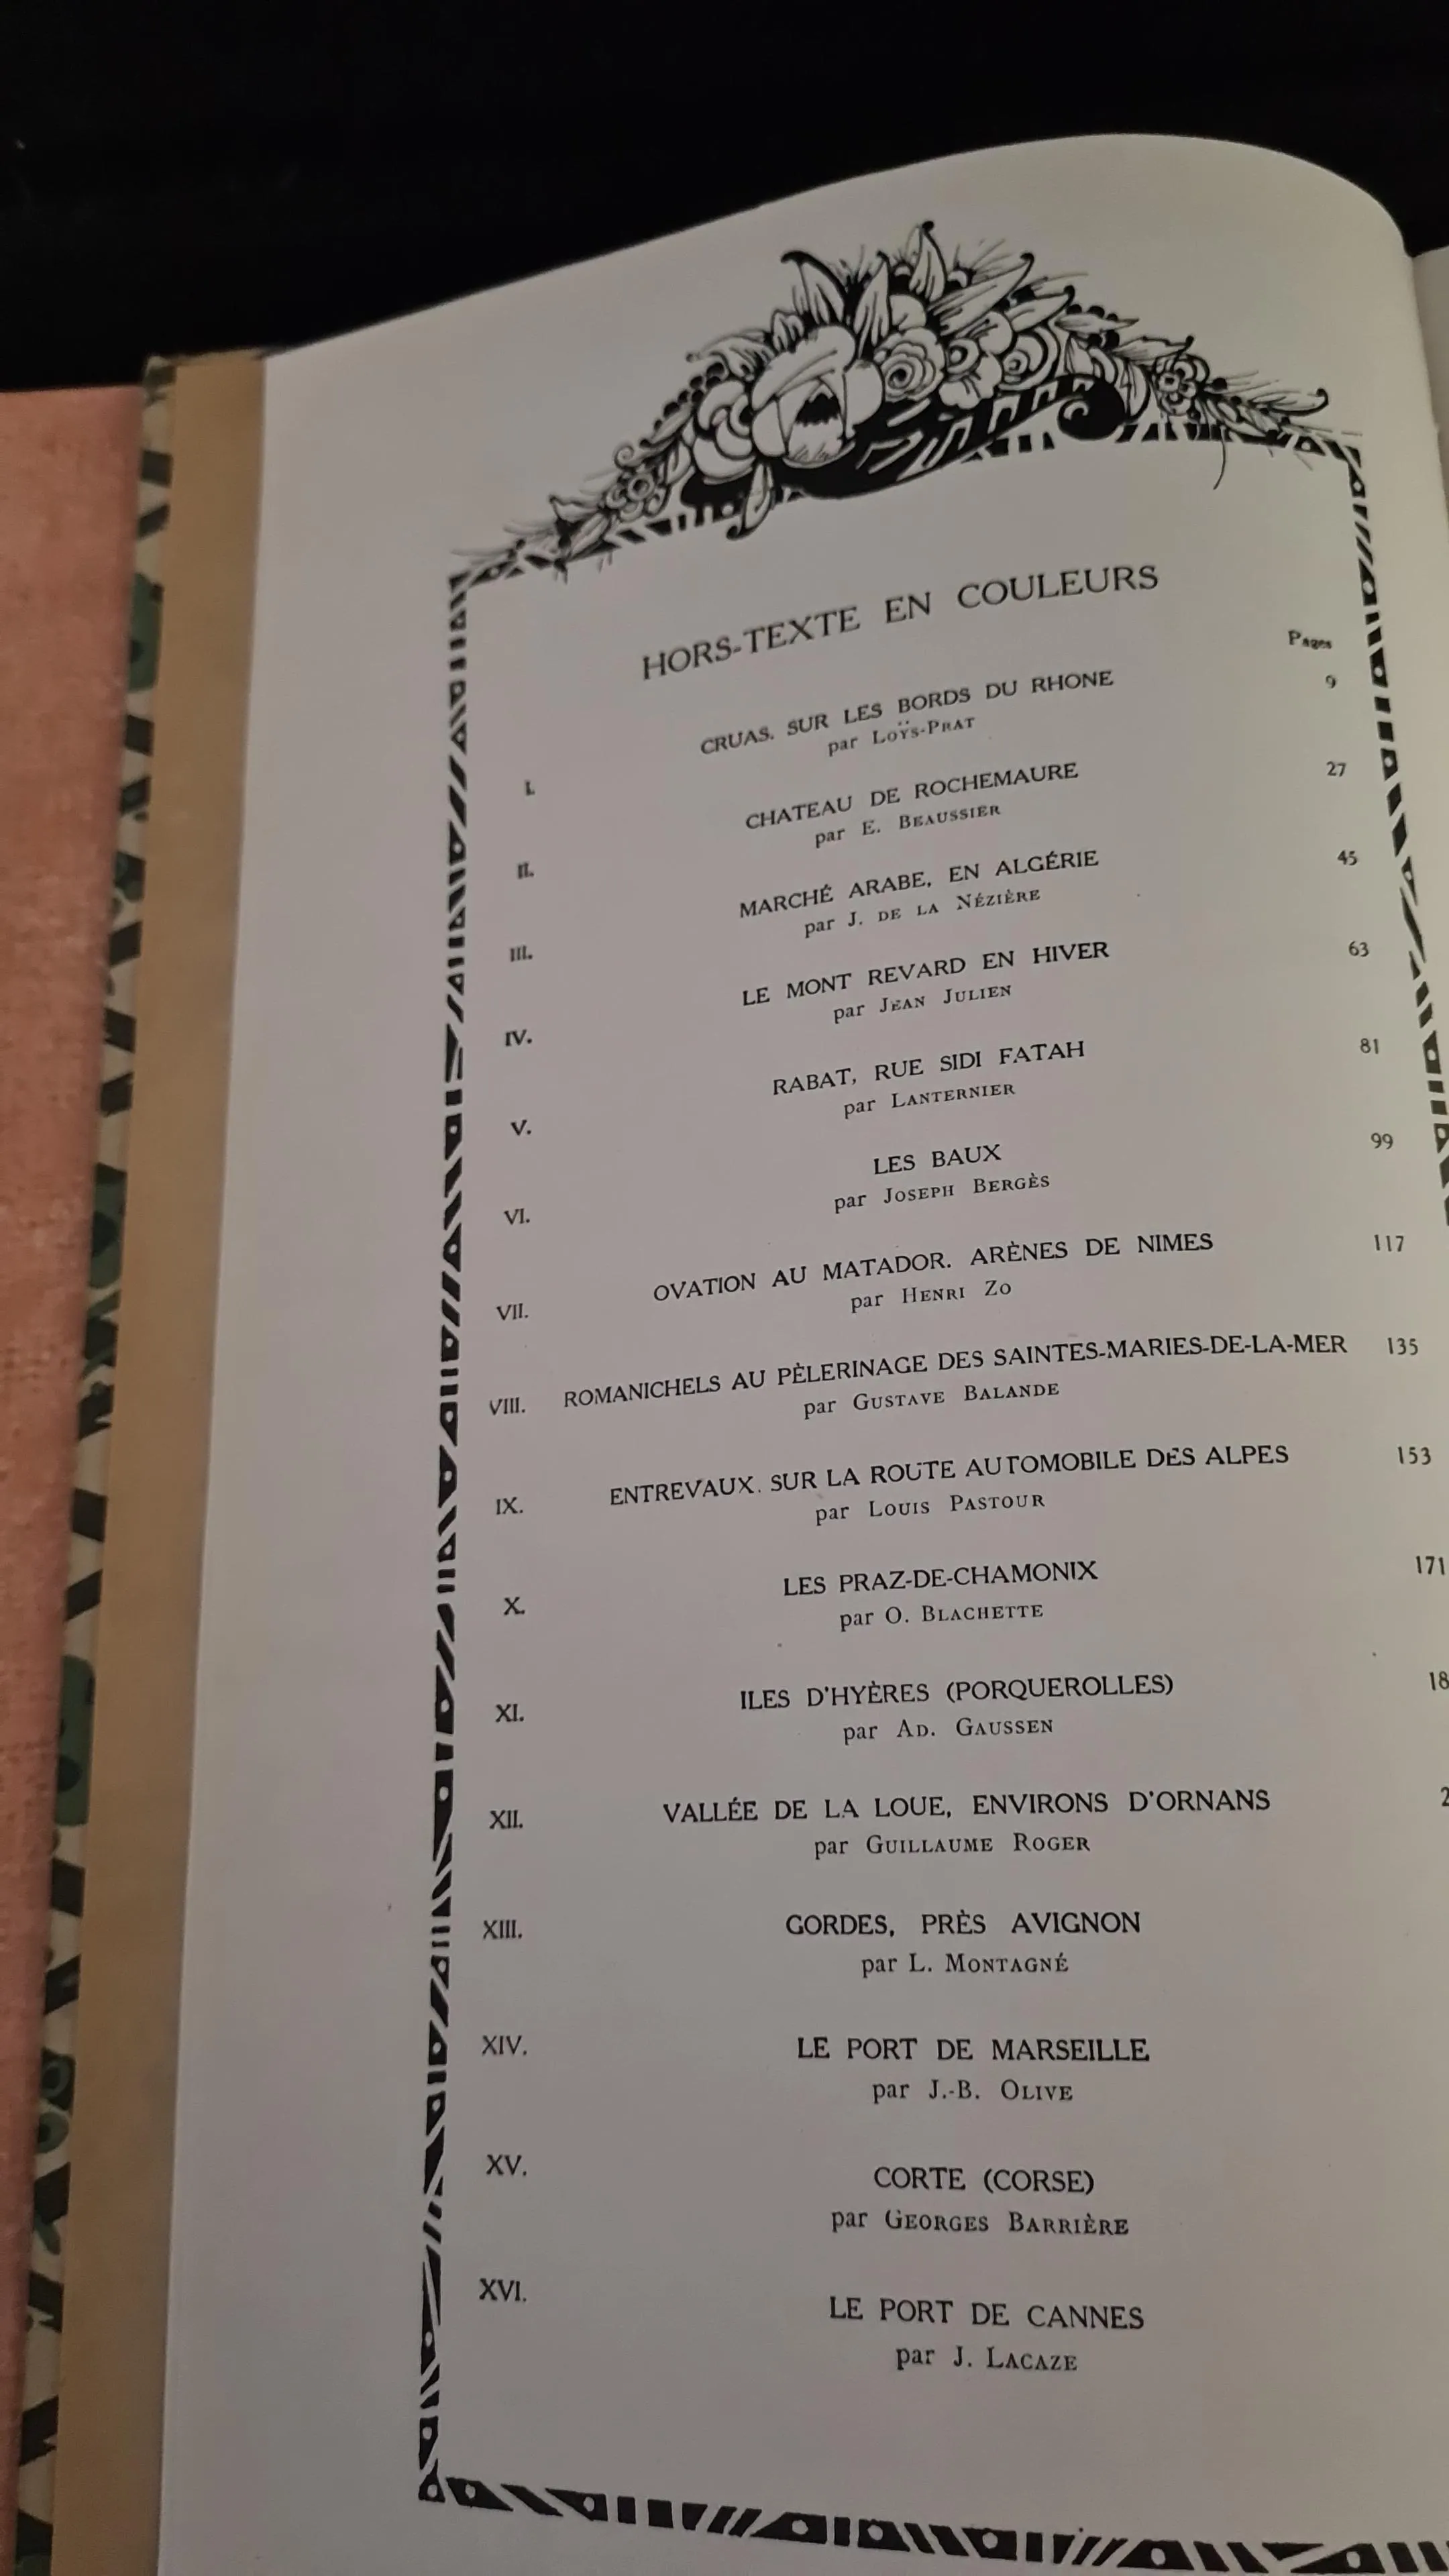 HORS-TEXTE EN COULEURS
Pages
I. CRUAS. SUR LES BORDS DU RHONE 9
par Loÿs-Prat
II. CHATEAU DE ROCHEMAURE 27
par E. Beaussier
III. MARCHÉ ARABE, EN ALGÉRIE 45
par J. de la Nézière
IV. LE MONT REVARD EN HIVER 63
par Jean Julien
V. RABAT, RUE SIDI FATAH 81
par Lanternier
VI. LES BAUX 99
par Joseph Bergès
VII. OVATION AU MATADOR. ARÈNES DE NIMES 117
par Henri Zo
VIII. ROMANICHELS AU PÈLERINAGE DES SAINTES-MARIES-DE-LA-MER 135
par Gustave Balande
IX. ENTREVAUX. SUR LA ROUTE AUTOMOBILE DES ALPES 153
par Louis Pastour
X. LES PRAZ-DE-CHAMONIX 171
par O. Blachette
XI. ILES D'HYÈRES (PORQUEROLLES) 18
par Ad. Gaussen
XII. VALLÉE DE LA LOUE, ENVIRONS D'ORNANS 2
par Guillaume Roger
XIII. GORDES, PRÈS AVIGNON
par L. Montagné
XIV. LE PORT DE MARSEILLE
par J.-B. Olive
XV. CORTE (CORSE)
par Georges Barrière
XVI. LE PORT DE CANNES
par J. Lacaze